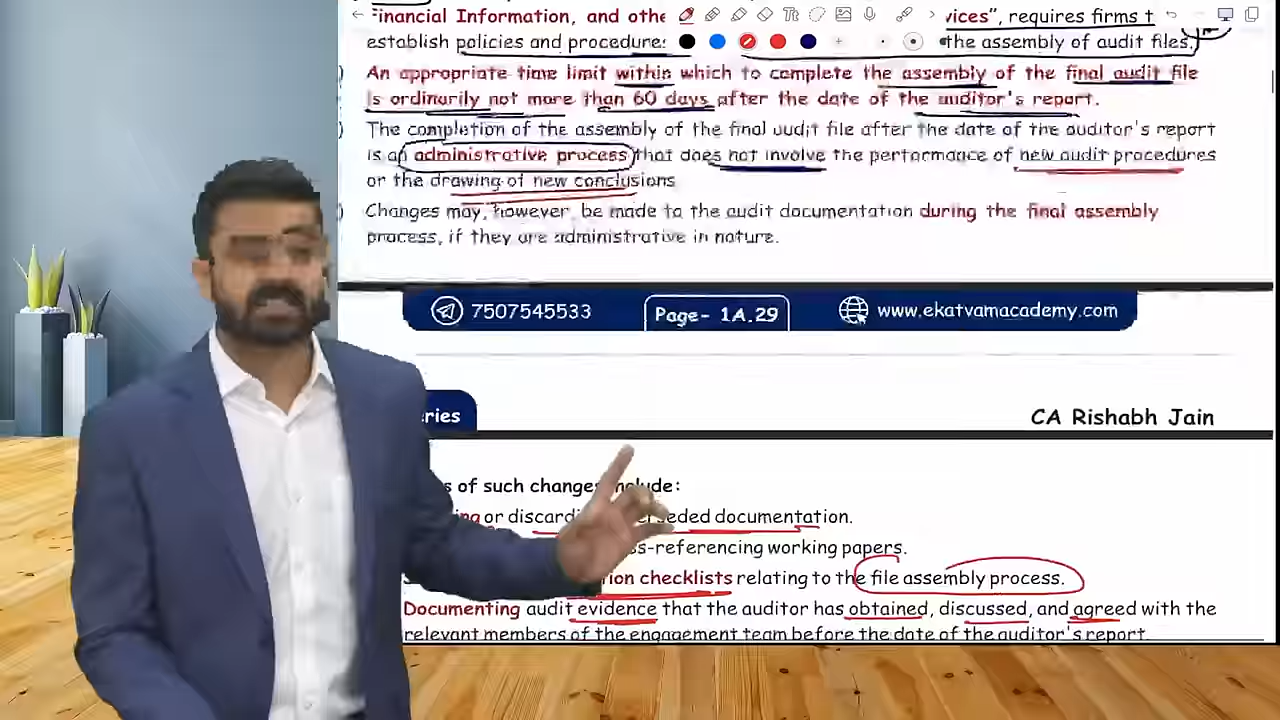 Financial Information, and othe vices", requires firms t
establish policies and procedures the assembly of audit files.
An appropriate time limit within which to complete the assembly of the final audit file
is ordinarily not more than 60 days after the date of the auditor's report.
The completion of the assembly of the final audit file after the date of the auditor's report
is an administrative process that does not involve the performance of new audit procedures
or the drawing of new conclusions
Changes may, however, be made to the audit documentation during the final assembly
process, if they are administrative in nature.
7507545533
Page- 1A.29
www.ekatvamacademy.com
ries
CA Rishabh Jain
s of such changes include:
ng or discardi seded documentation.
ss-referencing working papers.
tion checklists relating to the file assembly process.
Documenting audit evidence that the auditor has obtained, discussed, and agreed with the
relevant members of the engagement team before the date of the auditor's report.